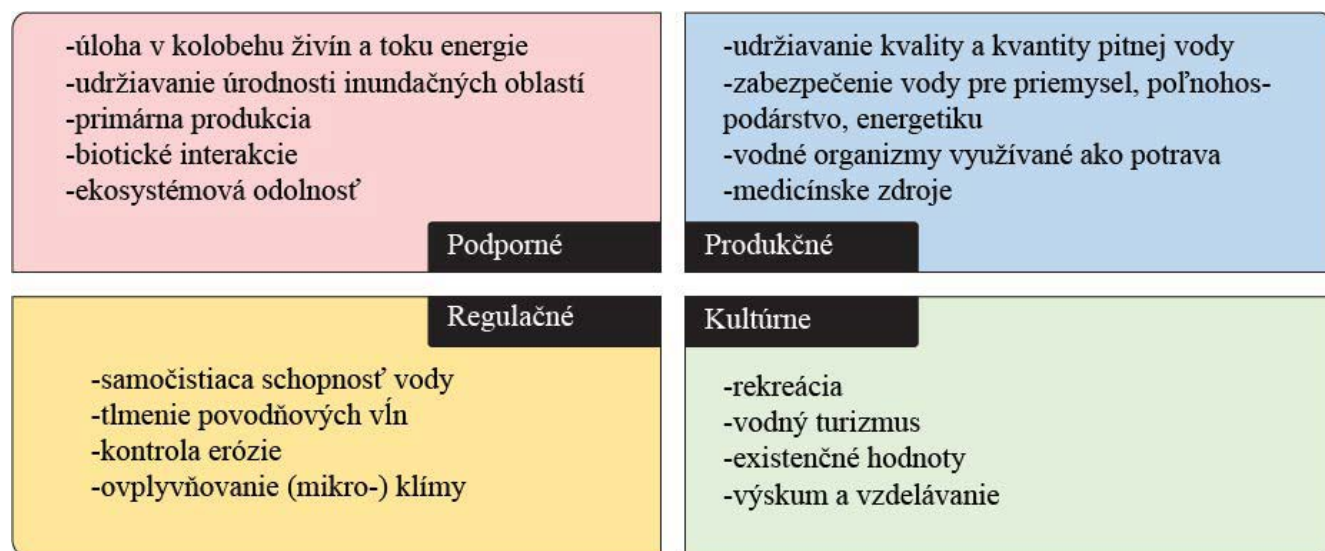 -úloha v kolobehu živín a toku energie
-udržiavanie úrodnosti inundačných oblastí
-primárna produkcia
-biotické interakcie
-ekosystémová odolnosť
Podporné
-udržiavanie kvality a kvantity pitnej vody
-zabezpečenie vody pre priemysel, poľnohos-
podárstvo, energetiku
-vodné organizmy využívané ako potrava
-medicínske zdroje
Produkčné
Regulačné
-samočistiaca schopnosť vody
-tlmenie povodňových vĺn
-kontrola erózie
-ovplyvňovanie (mikro-) klímy
Kultúrne
-rekreácia
-vodný turizmus
-existenčné hodnoty
-výskum a vzdelávanie